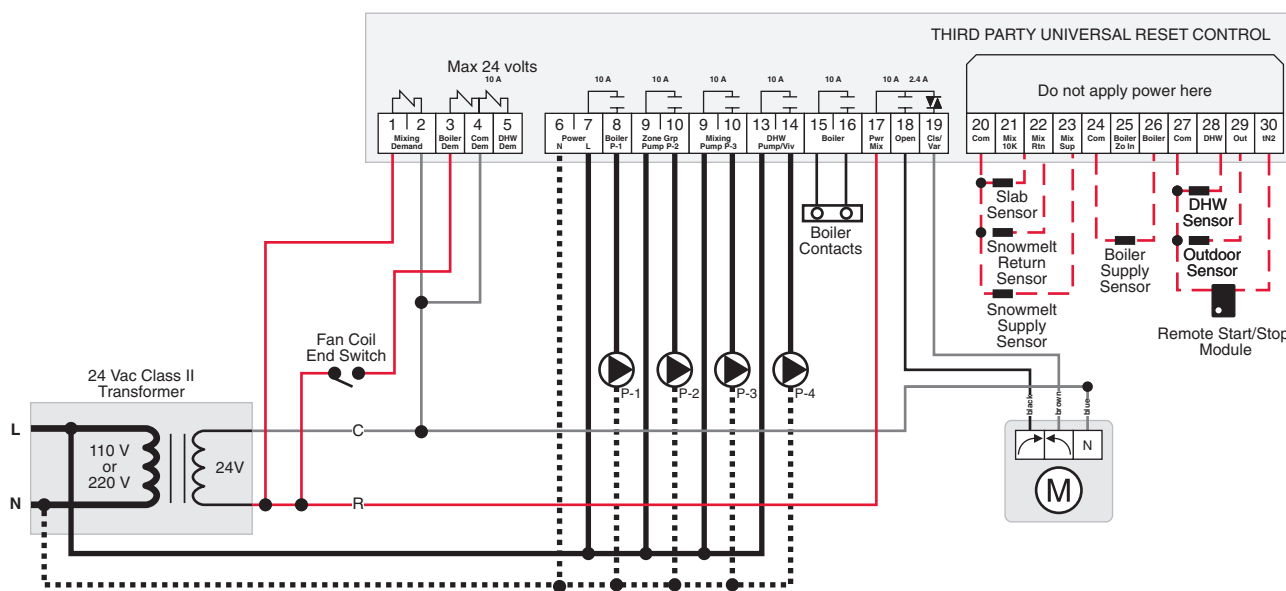 THIRD PARTY UNIVERSAL RESET CONTROL
Max 24 volts
10 A
10 A
10 A
10 A
10 A
10 A
10 A
2.4 A
Do not apply power here
1 2 3 4 5
Mixing Demand
Boiler Dem
Com Dem
DHW Dem
6 7 8 9 10 9 10 13 14 15 16 17 18 19
Power
N L
Boiler P-1
Zone Grp Pump P-2
Mixing Pump P-3
DHW Pump/Vlv
Boiler
Pwr Mix
Open
Cls/ Var
20 21 22 23 24 25 26 27 28 29 30
Com
Mix 10K
Mix Rtn
Mix Sup
Com
Boiler Zo In
Boiler
Com
DHW
Out
tN2
Slab
Sensor
Snowmelt
Return
Sensor
Snowmelt
Supply
Sensor
Boiler
Supply
Sensor
DHW
Sensor
Outdoor
Sensor
Remote Start/Stop
Module
Boiler
Contacts
Fan Coil
End Switch
24 Vac Class II
Transformer
P-1
P-2
P-3
P-4
L
N
110 V
or
220 V
24V
C
R
black
brown
blue
N
M